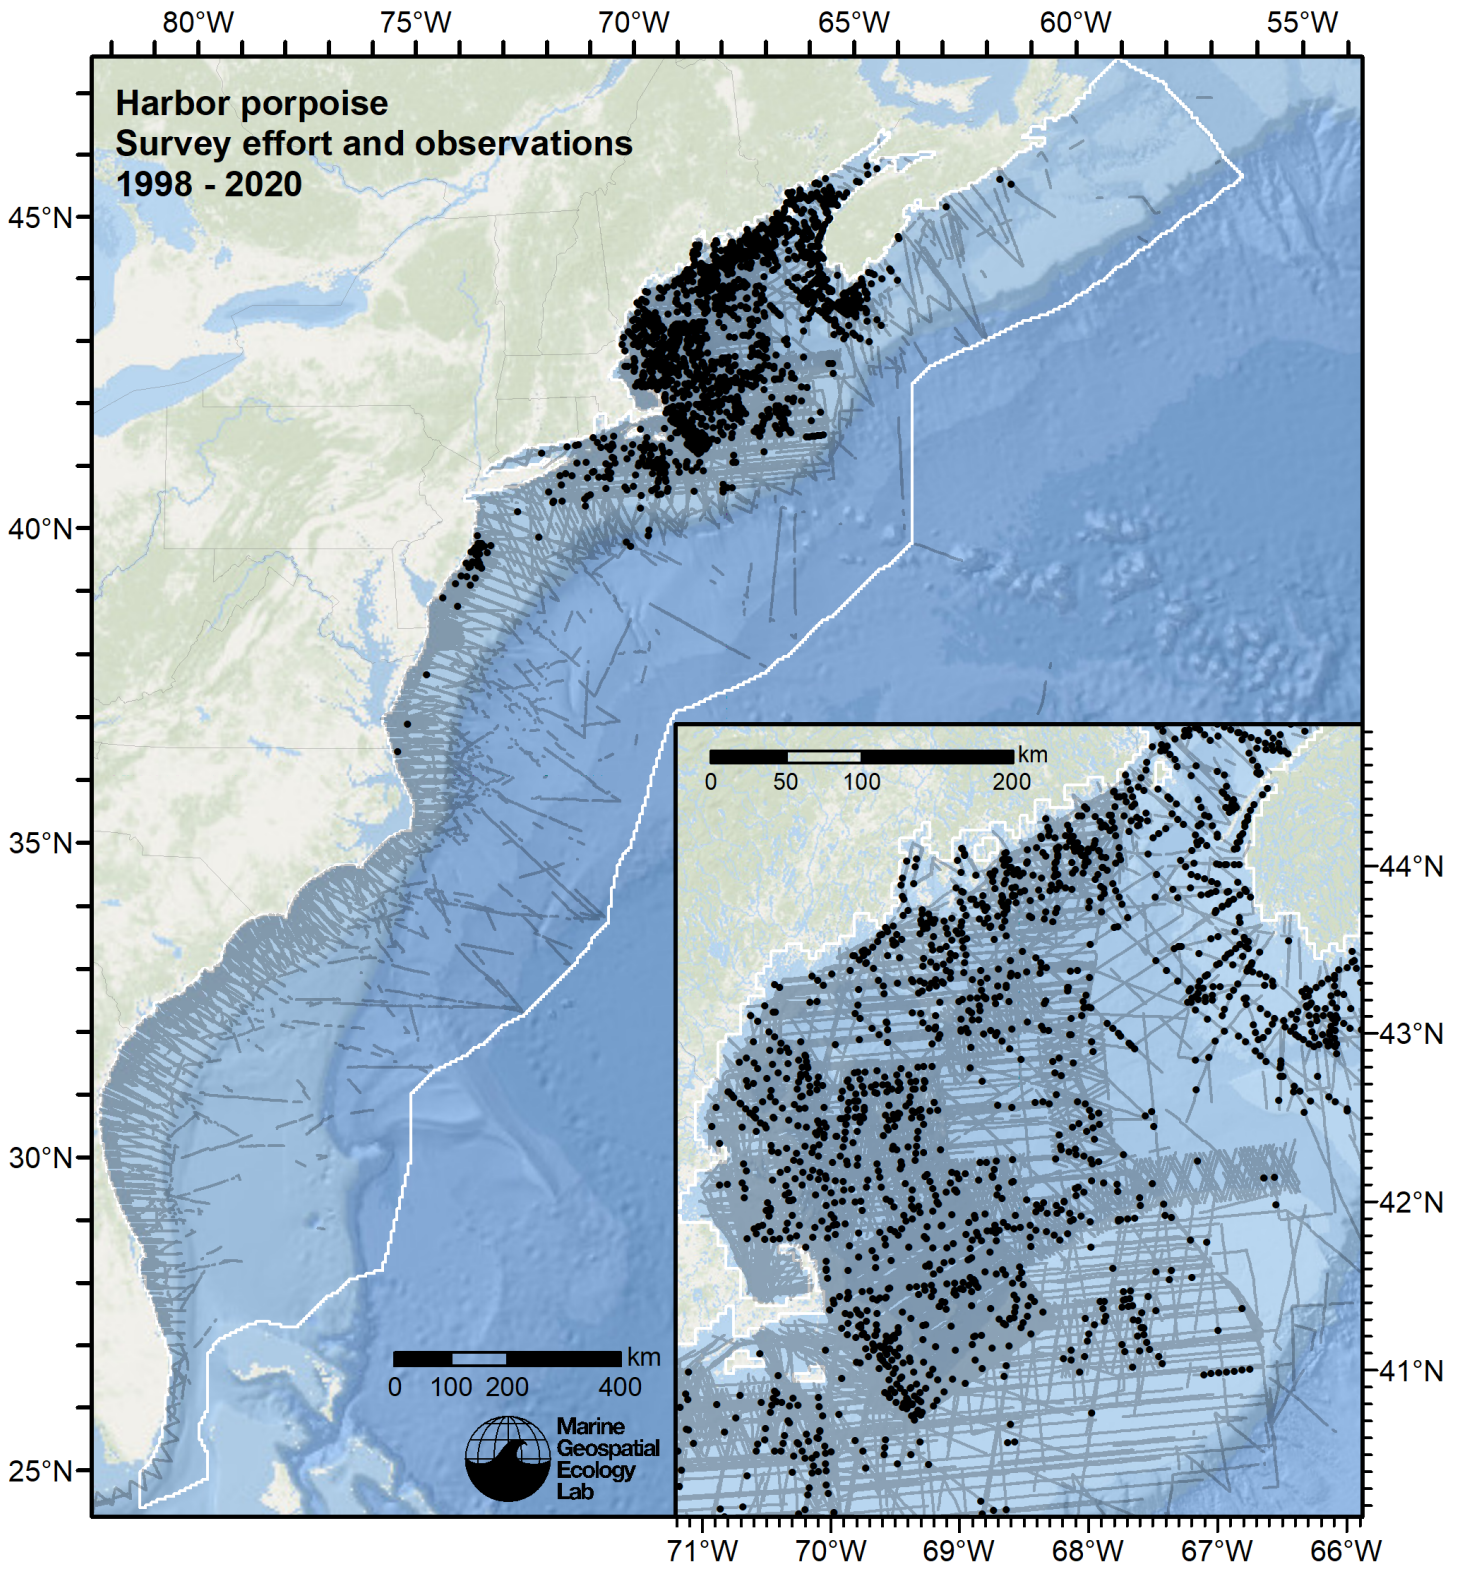 80°W 75°W 70°W 65°W 60°W 55°W
Harbor porpoise
Survey effort and observations
1998 - 2020
45°N
40°N
35°N
30°N
25°N
km
0 50 100 200
44°N
43°N
42°N
41°N
km
0 100 200 400
Marine
Geospatial
Ecology
Lab
71°W 70°W 69°W 68°W 67°W 66°W